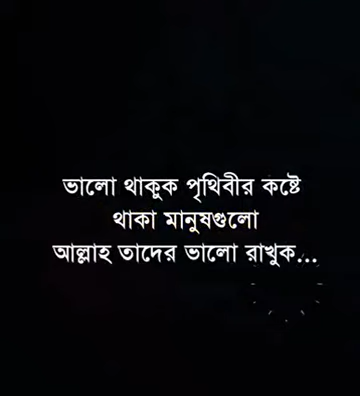 ভালো থাকুক পৃথিবীর কষ্টে
থাকা মানুষগুলো
আল্লাহ তাদের ভালো রাখুক...